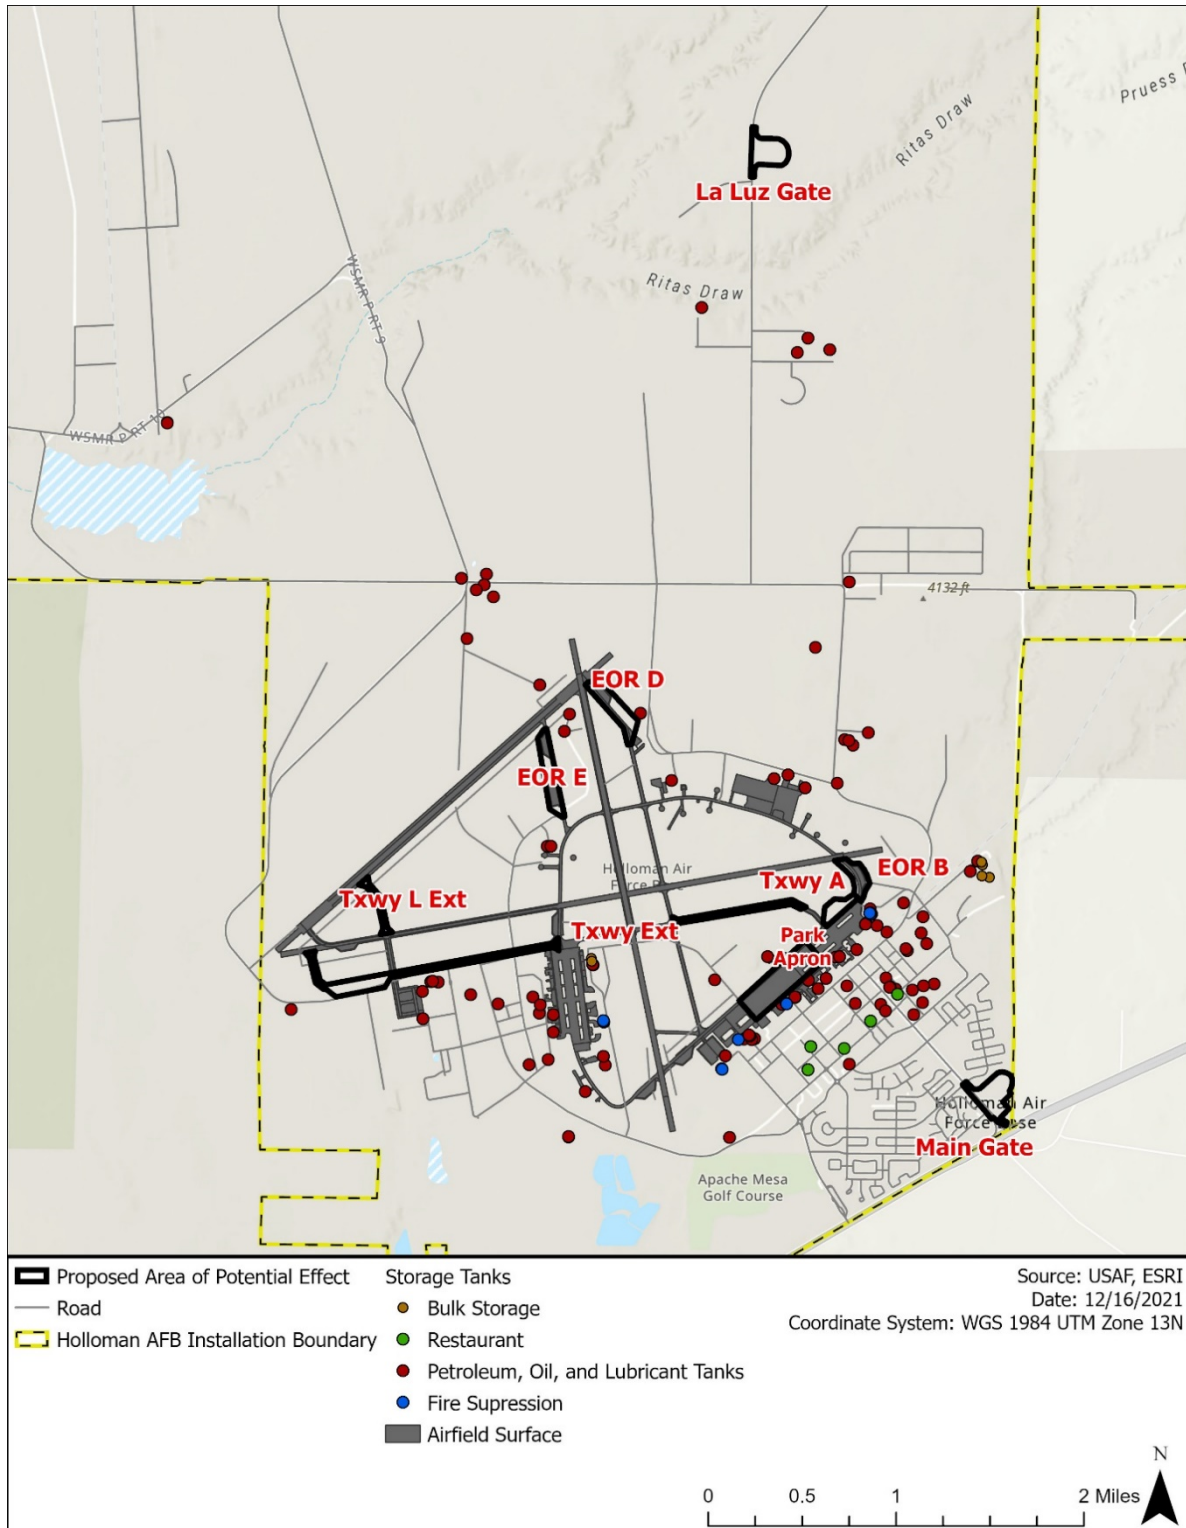 Pruess
Ritas Draw
La Luz Gate
WSMR P RT 9
Ritas Draw
WSMR P RT 10
4132 ft
EOR D
EOR E
Holloman Air
EOR B
Txwy A
Txwy L Ext
Txwy Ext
Park
Apron
Holloman Air
Force Base
Main Gate
Apache Mesa
Golf Course
Proposed Area of Potential Effect
Road
Holloman AFB Installation Boundary
Storage Tanks
Bulk Storage
Restaurant
Petroleum, Oil, and Lubricant Tanks
Fire Supression
Airfield Surface
Source: USAF, ESRI
Date: 12/16/2021
Coordinate System: WGS 1984 UTM Zone 13N
N
0 0.5 1 2 Miles